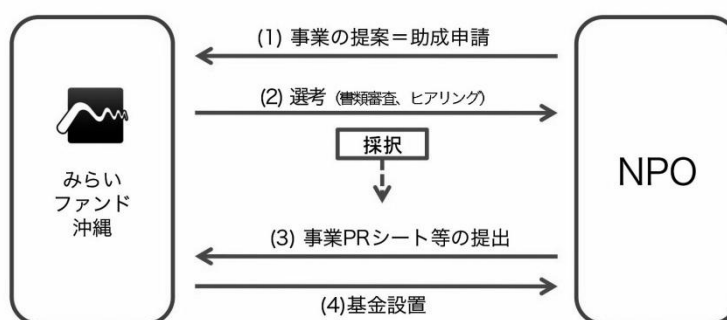 (1) 事業の提案＝助成申請
(2) 選考（書類審査、ヒアリング）
採択
みらい
ファンド
沖縄
NPO
(3) 事業PRシート等の提出
(4)基金設置